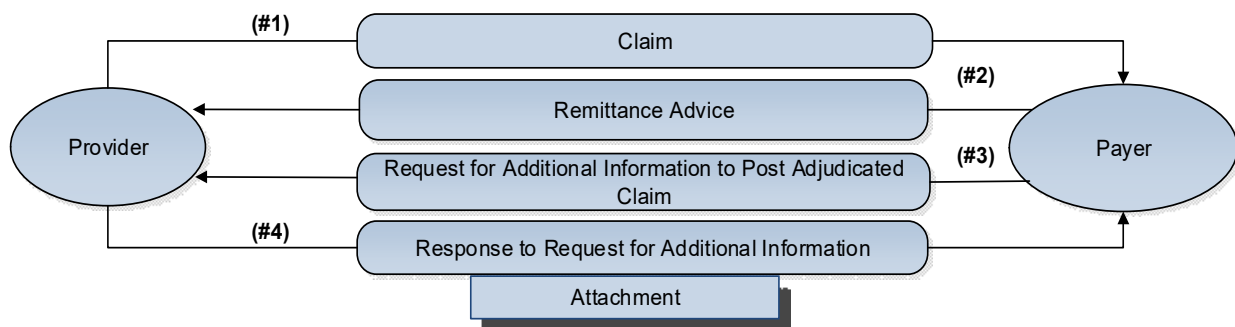 (#1)
Claim
(#2)
Remittance Advice
Provider
Payer
(#3)
Request for Additional Information to Post Adjudicated
Claim
(#4)
Response to Request for Additional Information
Attachment